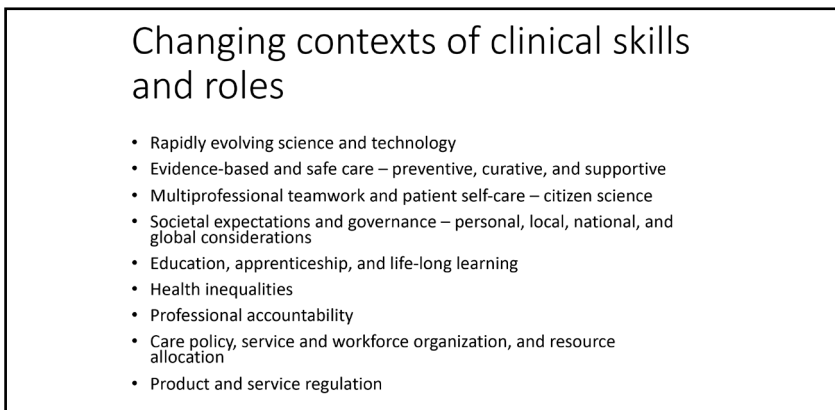 Changing contexts of clinical skills
and roles
• Rapidly evolving science and technology
• Evidence-based and safe care – preventive, curative, and supportive
• Multiprofessional teamwork and patient self-care – citizen science
• Societal expectations and governance – personal, local, national, and
global considerations
• Education, apprenticeship, and life-long learning
• Health inequalities
• Professional accountability
• Care policy, service and workforce organization, and resource
allocation
• Product and service regulation